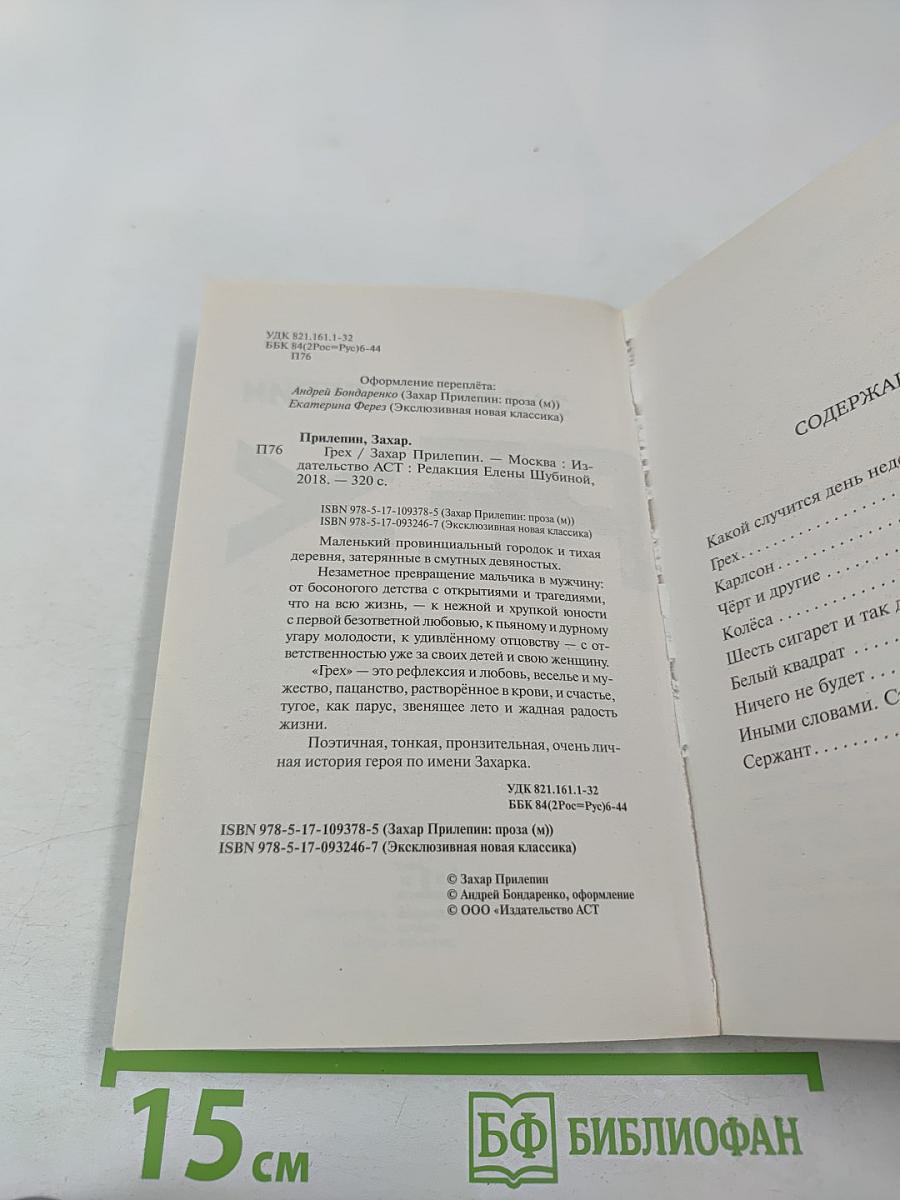 УДК 821.161.1-32
ББК 84(2Рос=Рус)6-44
П76
Оформление переплёта:
Андрей Бондаренко (Захар Прилепин: проза (м))
Екатерина Ферез (Эксклюзивная новая классика)
Прилепин, Захар.
П76 Грех / Захар Прилепин. — Москва : Из-
дательство АСТ : Редакция Елены Шубиной,
2018. — 320 с.
ISBN 978-5-17-109378-5 (Захар Прилепин: проза (м))
ISBN 978-5-17-093246-7 (Эксклюзивная новая классика)
Маленький провинциальный городок и тихая
деревня, затерянные в смутных девяностых.
Незаметное превращение мальчика в мужчину:
от босоногого детства с открытиями и трагедиями,
что на всю жизнь, — к нежной и хрупкой юности
с первой безответной любовью, к пьяному и дурному
угару молодости, к удивлённому отцовству — с от-
ветственностью уже за своих детей и свою женщину.
«Грех» — это рефлексия и любовь, веселье и му-
жество, пацанство, растворённое в крови, и счастье,
тугое, как парус, звенящее лето и жадная радость
жизни.
Поэтичная, тонкая, пронзительная, очень лич-
ная история героя по имени Захарка.
УДК 821.161.1-32
ББК 84(2Рос=Рус)6-44
ISBN 978-5-17-109378-5 (Захар Прилепин: проза (м))
ISBN 978-5-17-093246-7 (Эксклюзивная новая классика)
© Захар Прилепин
© Андрей Бондаренко, оформление
© ООО «Издательство АСТ
СОДЕРЖА
Какой случится день нед
Грех
Карлсон
Чёрт и другие
Колёса
Шесть сигарет и так д
Белый квадрат
Ничего не будет
Иными словами. С
Сержант
15 см
БФ БИБЛИОФАН